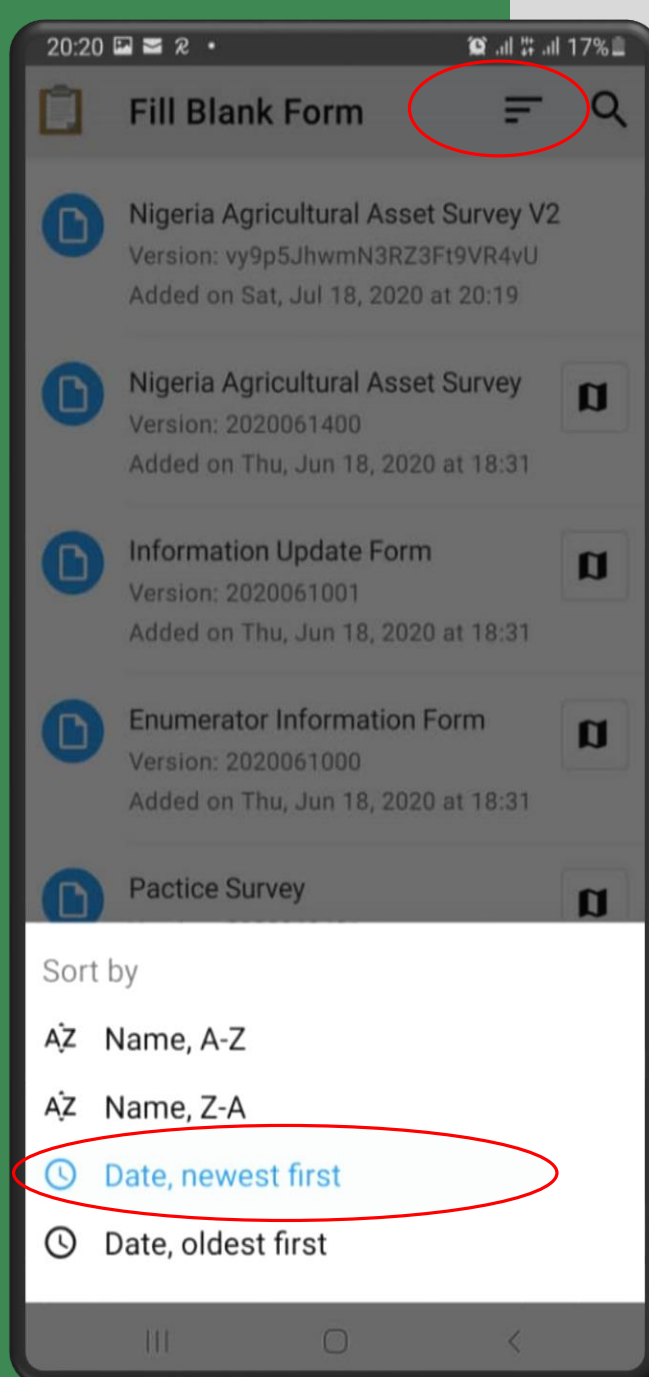 20:20 17%
Fill Blank Form
Nigeria Agricultural Asset Survey V2
Version: vy9p5JhwmN3RZ3Ft9VR4vU
Added on Sat, Jul 18, 2020 at 20:19
Nigeria Agricultural Asset Survey
Version: 2020061400
Added on Thu, Jun 18, 2020 at 18:31
Information Update Form
Version: 2020061001
Added on Thu, Jun 18, 2020 at 18:31
Enumerator Information Form
Version: 2020061000
Added on Thu, Jun 18, 2020 at 18:31
Pactice Survey
Sort by
AZ Name, A-Z
AZ Name, Z-A
Date, newest first
Date, oldest first